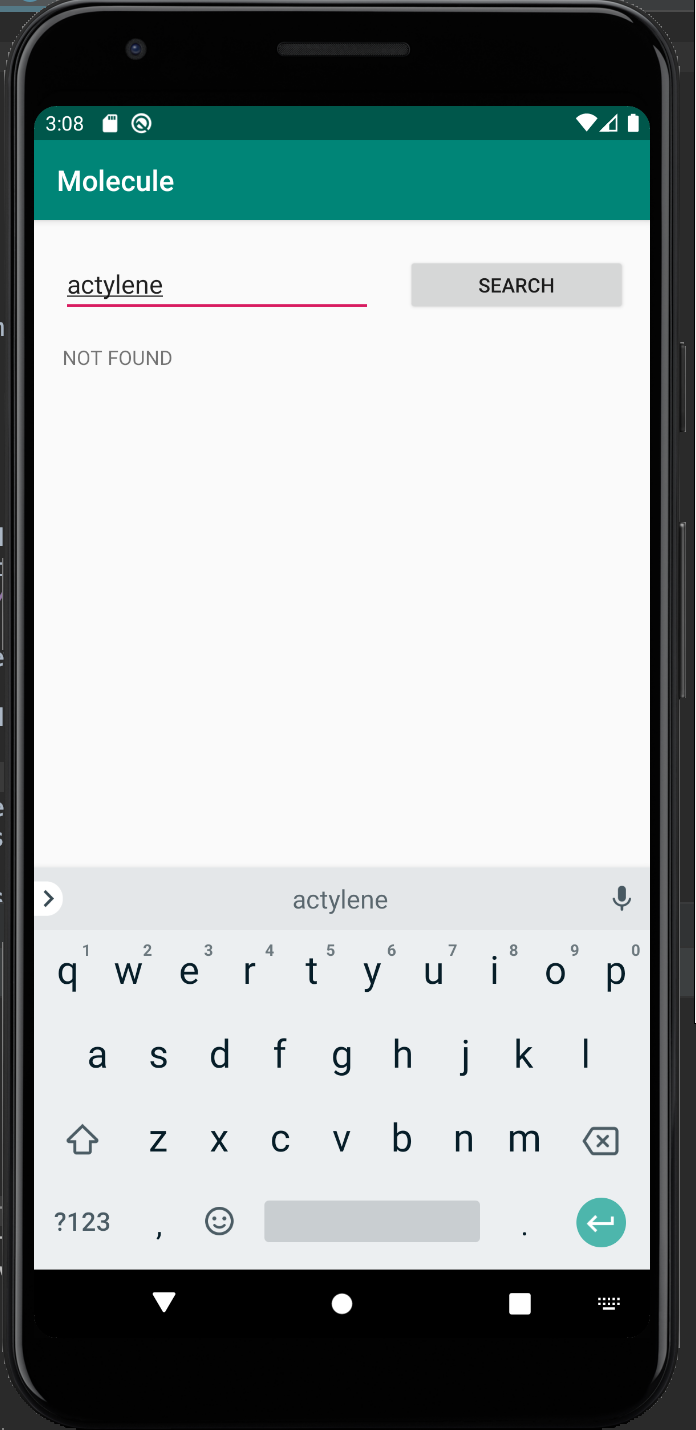 3:08
Molecule
actylene SEARCH
NOT FOUND
actylene
1 2 3 4 5 6 7 8 9 0
q w e r t y u i o p
a s d f g h j k l
z x c v b n m
?123 , .